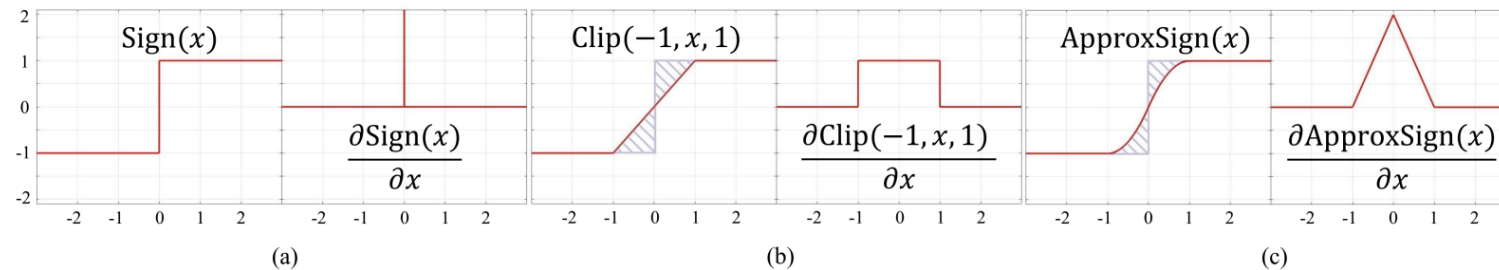 2
1
0
-1
-2
Sign(x)
∂Sign(x)
∂x
Clip(−1, x, 1)
∂Clip(−1, x, 1)
∂x
ApproxSign(x)
∂ApproxSign(x)
∂x
-2 -1 0 1 2 -2 -1 0 1 2 -2 -1 0 1 2 -2 -1 0 1 2 -2 -1 0 1 2 -2 -1 0 1 2
(a) (b) (c)